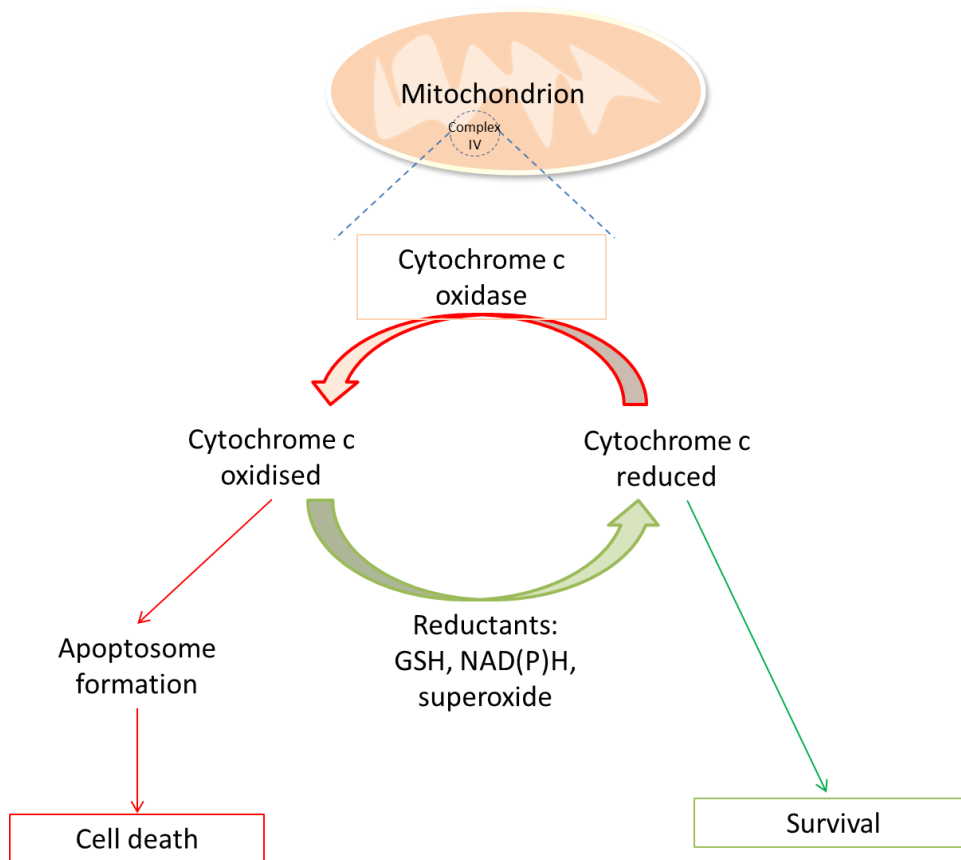 Mitochondrion
Complex
IV
Cytochrome c
oxidase
Cytochrome c
oxidised
Cytochrome c
reduced
Reductants:
GSH, NAD(P)H,
superoxide
Apoptosome
formation
Cell death
Survival